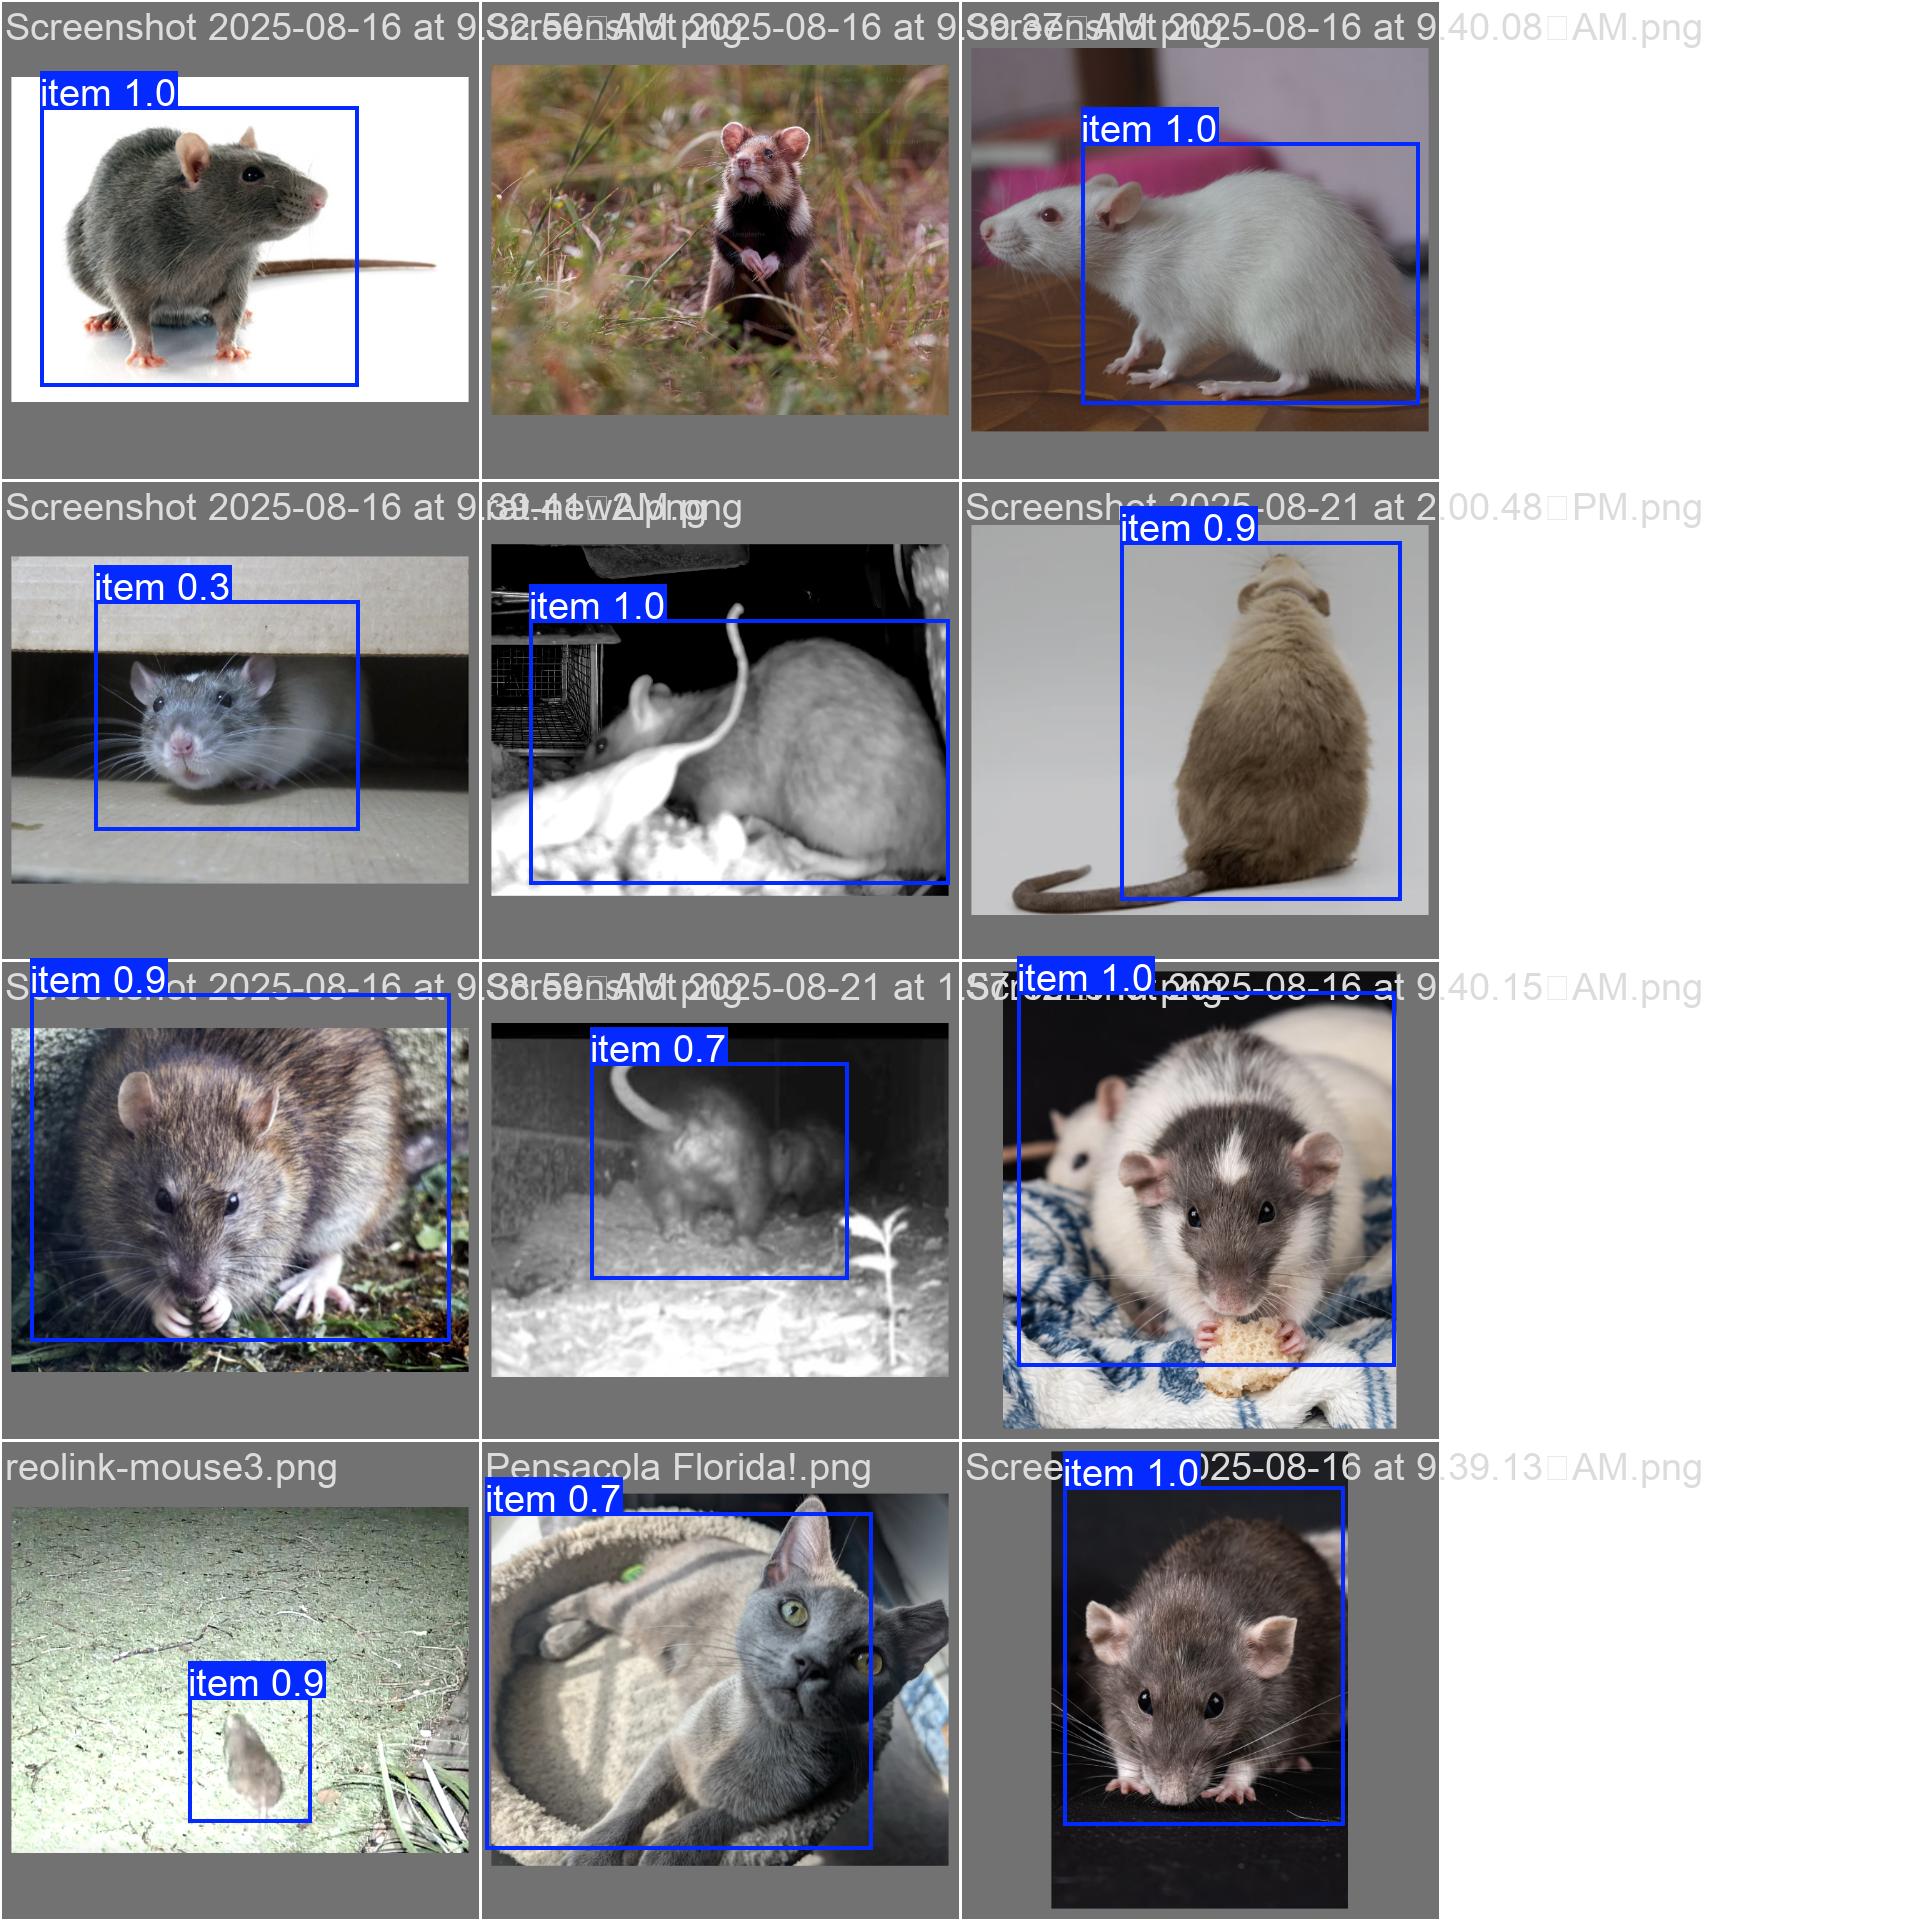 Screenshot 2025-08-16 at 9.32.50 AM.png
Screenshot 2025-08-16 at 9.39.37 AM.png
Screenshot 2025-08-16 at 9.40.08 AM.png
item 1.0
item 1.0
Screenshot 2025-08-16 at 9.39.41 AM.png
rat-new2.png
Screenshot 2025-08-21 at 2.00.48 PM.png
item 0.3
item 1.0
item 0.9
Screenshot 2025-08-16 at 9.38.59 AM.png
Screenshot 2025-08-21 at 1.57
Screenshot 2025-08-16 at 9.40.15 AM.png
item 0.9
item 0.7
item 1.0
reolink-mouse3.png
Pensacola Florida!.png
Screenshot 2025-08-16 at 9.39.13 AM.png
item 0.9
item 0.7
item 1.0